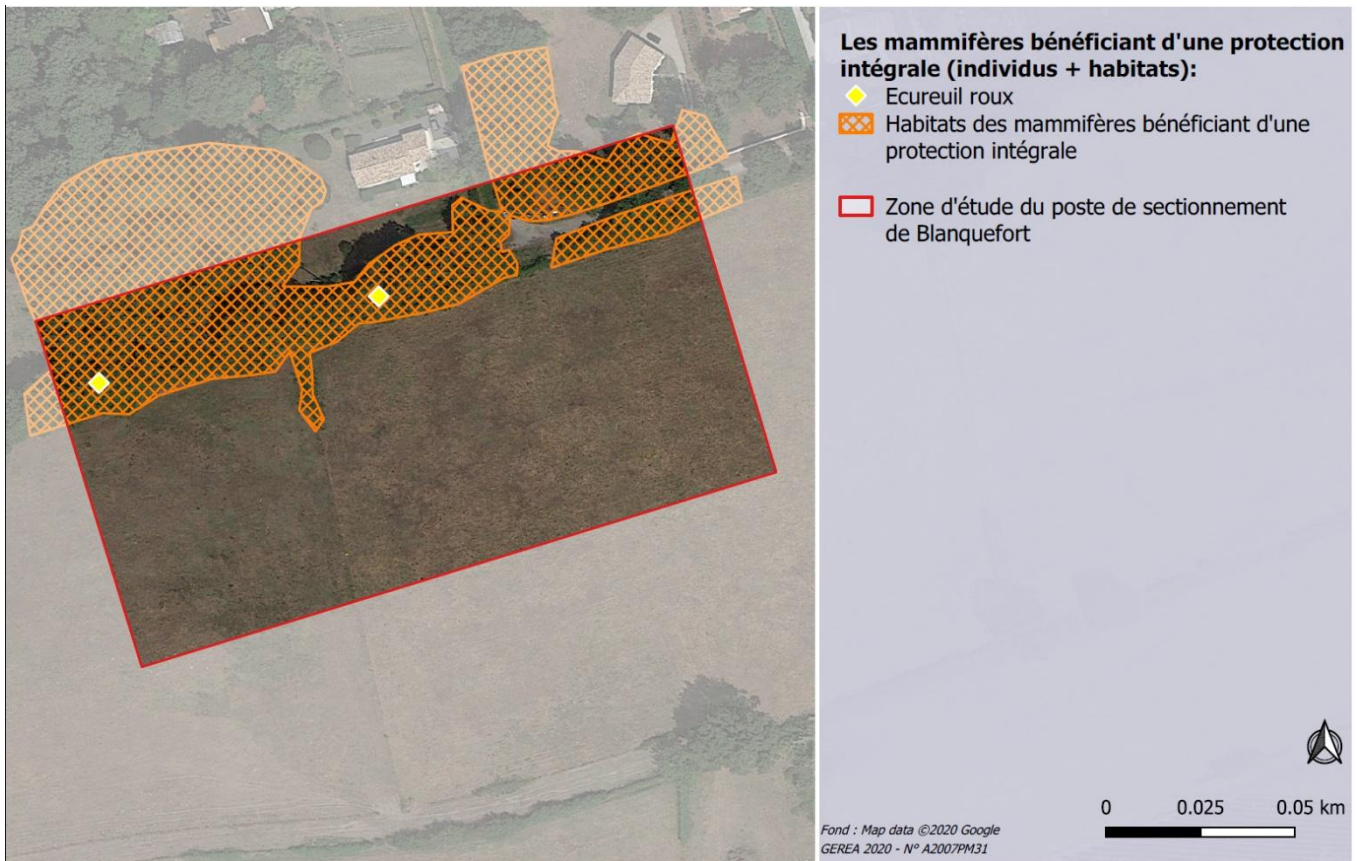 Les mammifères bénéficiant d'une protection
intégrale (individus + habitats):
Ecureuil roux
Habitats des mammifères bénéficiant d'une
protection intégrale
Zone d'étude du poste de sectionnement
de Blanquefort
0 0.025 0.05 km
Fond : Map data ©2020 Google
GEREA 2020 - N° A2007PM31